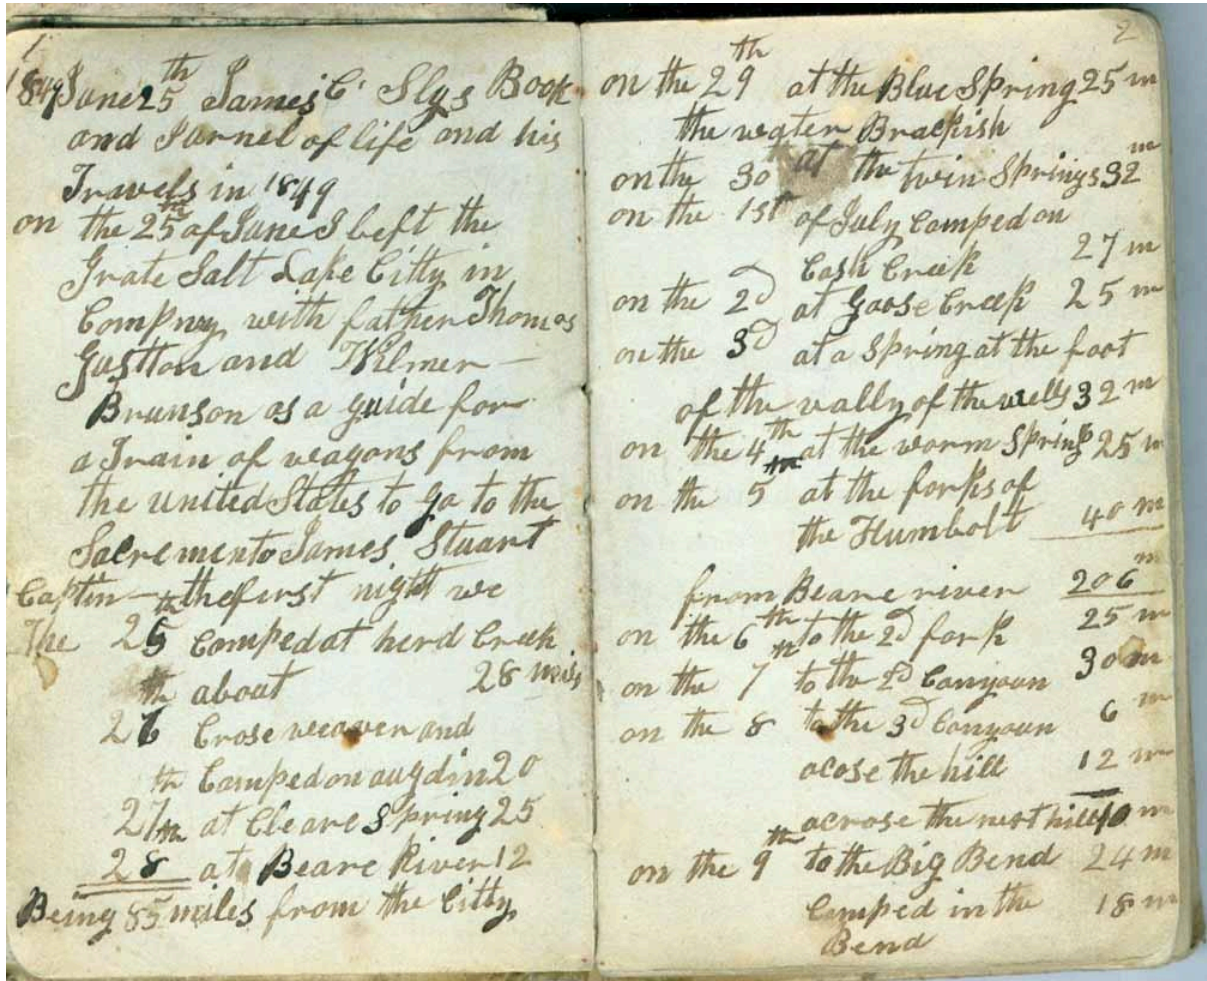 1
1849 June 25th James C. Slys Book
and Jurnel of life and his
Travels in 1849
on the 25th of June I left the
Grate Salt Lake Citty in
Compney with father Thomas
and Wilmer
Brunson as a guide for
a Train of wagons from
the united States to go to the
Sacremento James Stuart
Captin — the first night we
The 25th Camped at herd Creek
about 28 miles
26th Crose weaver and
Camped on augdin 20
27th at Cleare Spring 25
28th at Beare River 12
Being 85 miles from the Citty
2
on the 29th at the Blue Spring 25 m
the water Brackish
on the 30 at the twin Springs 32 m
on the 1st of July Camped on
Cash Creek 27 m
on the 2d at Goose Creek 25 m
on the 3d at a Spring at the foot
of the vally of the wells 32 m
on the 4th at the worm Spring 25 m
on the 5th at the forks of
the Humbolt 40 m
from Beare river 206 m
on the 6th to the 2d fork 25 m
on the 7th to the 2d Canyoun 30 m
on the 8 to the 3d Canyoun 6 m
acose the hill 12 m
acrose the next hill 10 m
on the 9th to the Big Bend 24 m
Camped in the 18 m
Bend